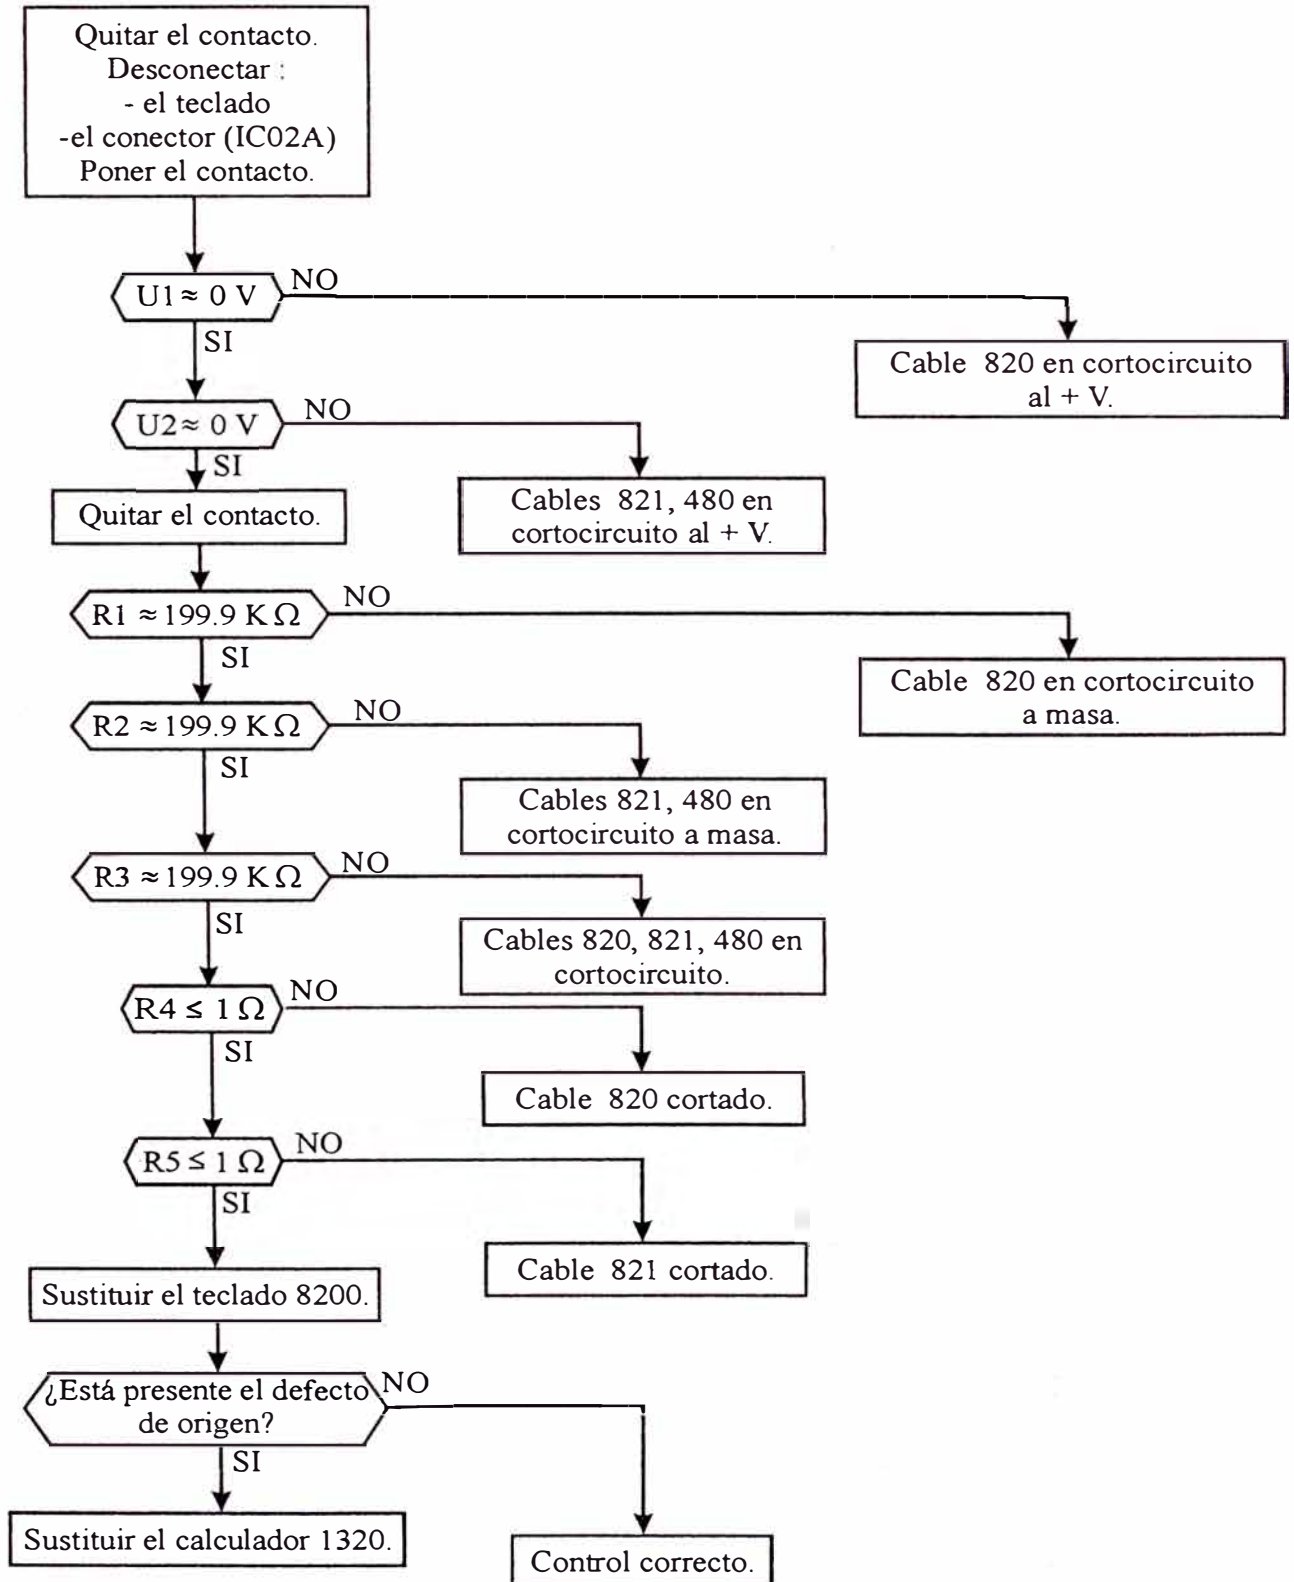 Quitar el contacto.
Desconectar :
- el teclado
-el conector (IC02A)
Poner el contacto.
U1≈ 0 V
NO
SI
Cable 820 en cortocircuito
al + V.
U2≈ 0 V
NO
SI
Cables 821, 480 en
cortocircuito al + V.
Quitar el contacto.
R1 ≈199.9 K Ω
NO
SI
Cable 820 en cortocircuito
a masa.
R2 ≈199.9 K Ω
NO
SI
Cables 821, 480 en
cortocircuito a masa.
R3 ≈199.9 K Ω
NO
SI
Cables 820, 821, 480 en
cortocircuito.
R4 ≤ 1 Ω
NO
SI
Cable 820 cortado.
R5 ≤ 1 Ω
NO
SI
Cable 821 cortado.
Sustituir el teclado 8200.
¿Está presente el defecto
de origen?
NO
SI
Sustituir el calculador 1320.
Control correcto.